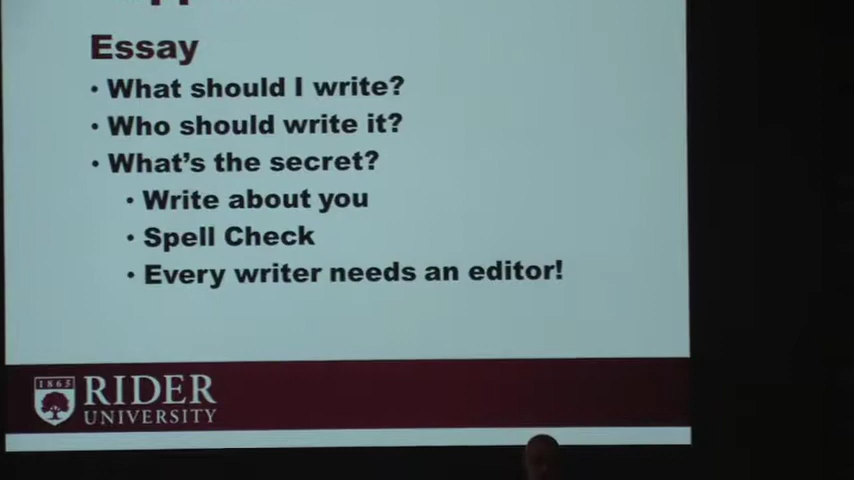 Essay
• What should I write?
• Who should write it?
• What's the secret?
• Write about you
• Spell Check
• Every writer needs an editor!
1865
RIDER
UNIVERSITY